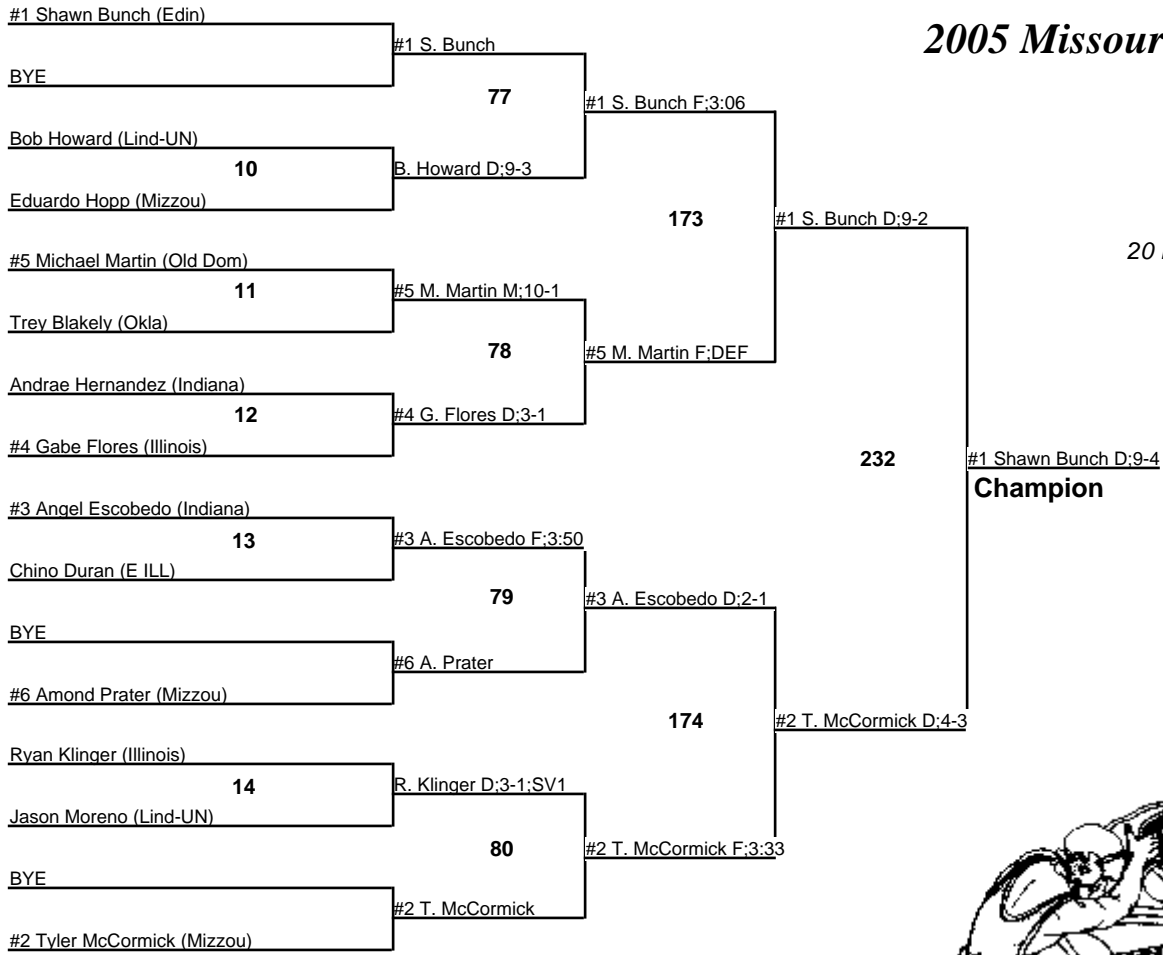 #1 Shawn Bunch (Edin)
2005 Missour
#1 S. Bunch
BYE
77
#1 S. Bunch F;3:06
Bob Howard (Lind-UN)
10
B. Howard D;9-3
Eduardo Hopp (Mizzou)
173
#1 S. Bunch D;9-2
#5 Michael Martin (Old Dom)
20
11
#5 M. Martin M;10-1
Trey Blakely (Okla)
78
#5 M. Martin F;DEF
Andrae Hernandez (Indiana)
12
#4 G. Flores D;3-1
#4 Gabe Flores (Illinois)
232
#1 Shawn Bunch D;9-4
Champion
#3 Angel Escobedo (Indiana)
13
#3 A. Escobedo F;3:50
Chino Duran (E ILL)
79
#3 A. Escobedo D;2-1
BYE
#6 A. Prater
#6 Amond Prater (Mizzou)
174
#2 T. McCormick D;4-3
Ryan Klinger (Illinois)
14
R. Klinger D;3-1;SV1
Jason Moreno (Lind-UN)
80
#2 T. McCormick F;3:33
BYE
#2 T. McCormick
#2 Tyler McCormick (Mizzou)